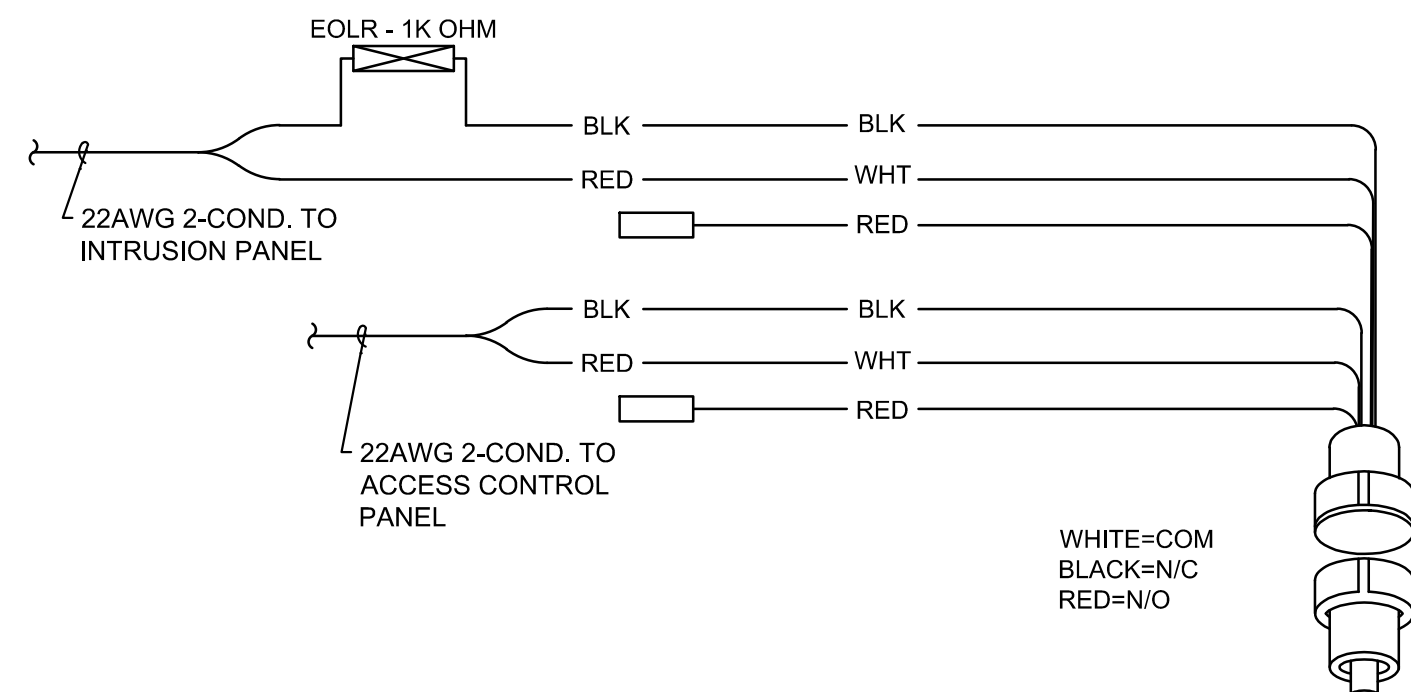 EOLR - 1K OHM
BLK BLK
RED WHT
RED
22AWG 2-COND. TO
INTRUSION PANEL
BLK BLK
RED WHT
RED
22AWG 2-COND. TO
ACCESS CONTROL
PANEL
WHITE=COM
BLACK=N/C
RED=N/O